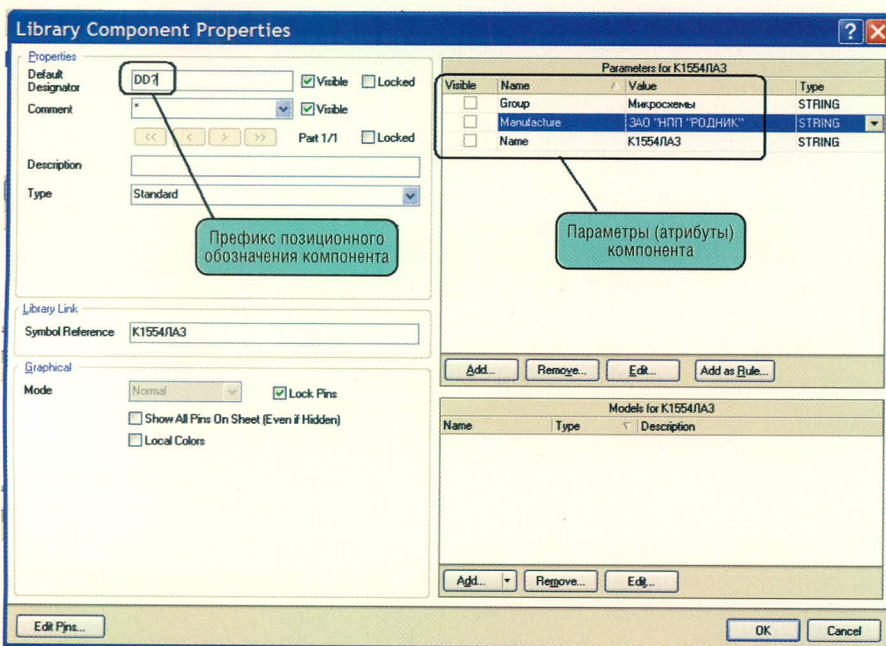 Library Component Properties
Properties
Default Designator
DD?
Visible
Locked
Comment
*
Visible
<<
<
>
>>
Part 1/1
Locked
Description
Type
Standard
Префикс позиционного
обозначения компонента
Library Link
Symbol Reference
К1554ЛА3
Graphical
Mode
Normal
Lock Pins
Show All Pins On Sheet (Even if Hidden)
Local Colors
Edit Pins...
Parameters for К1554ЛА3
Visible Name Value Type
Group Микросхемы STRING
Manufacture ЗАО "НПП "РОДНИК" STRING
Name К1554ЛА3 STRING
Параметры (атрибуты)
компонента
Add... Remove... Edit... Add as Rule...
Models for К1554ЛА3
Name Type Description
Add... Remove... Edit...
OK Cancel